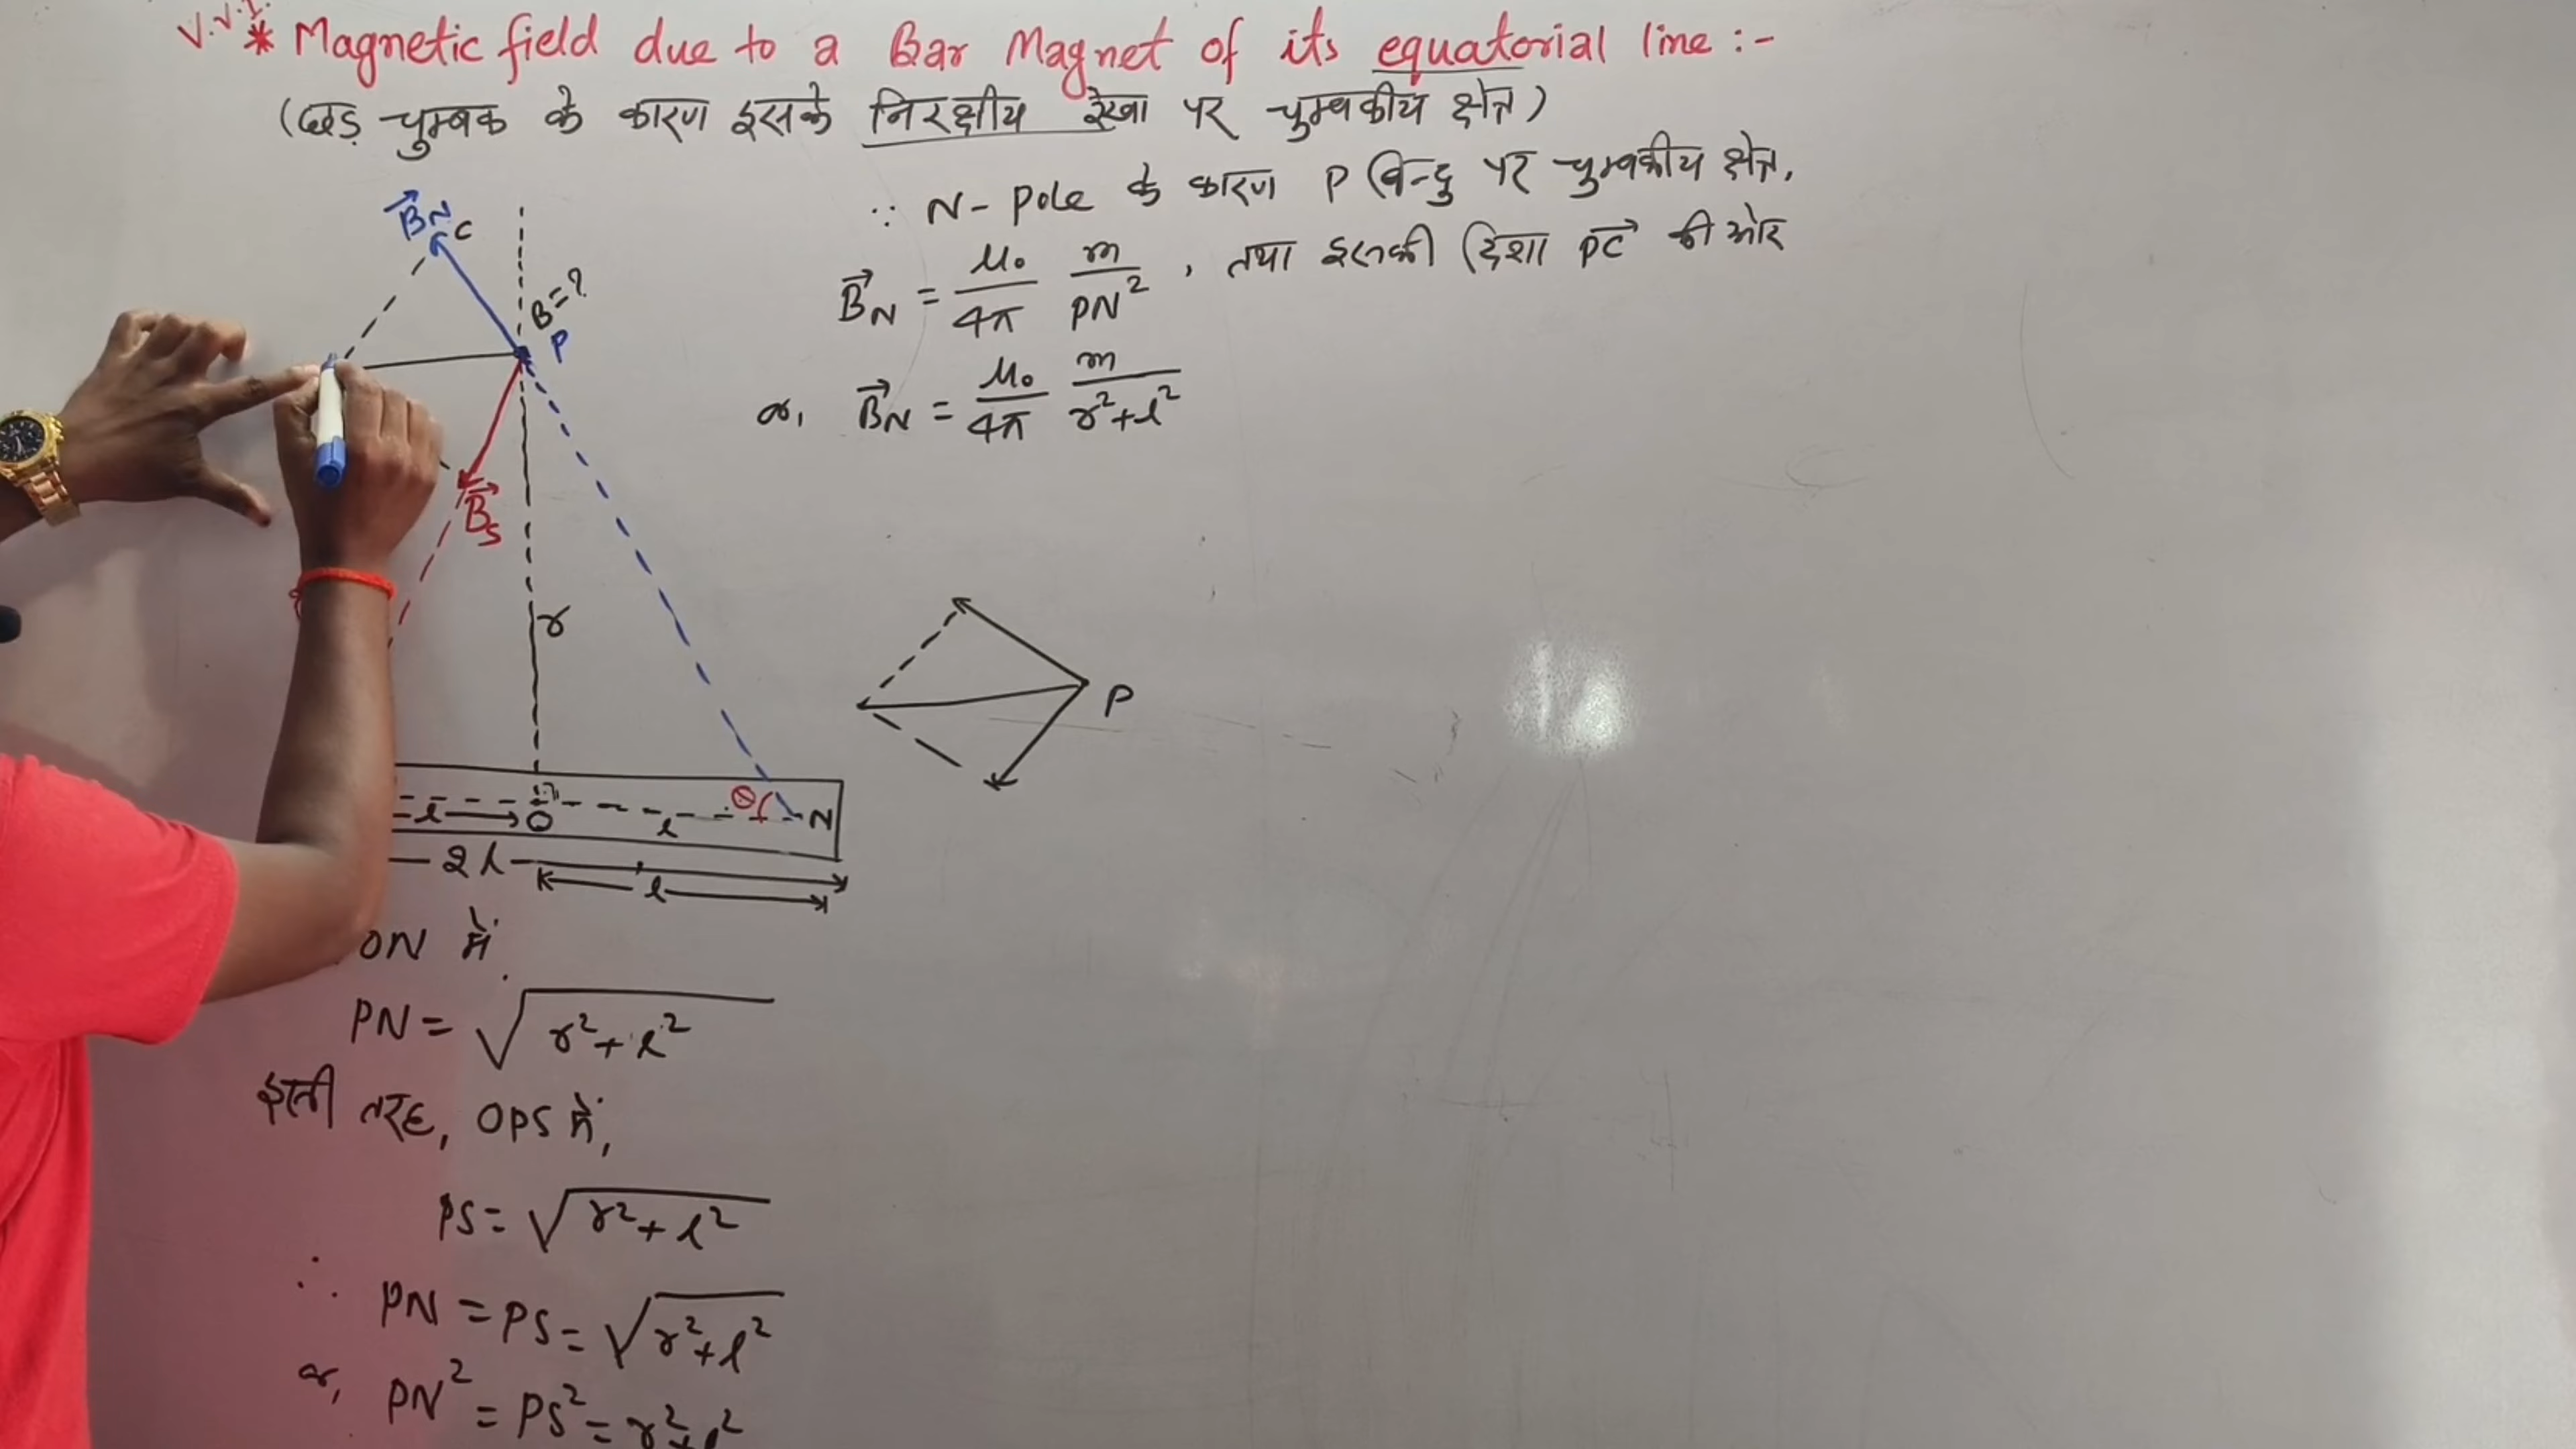 V.V.I.
* Magnetic field due to a Bar Magnet of its equatorial line :-
(छड़ चुम्बक के कारण इसके निरक्षीय रेखा पर चुम्बकीय क्षेत्र)
∵ N-Pole के कारण P बिन्दु पर चुम्बकीय क्षेत्र,
B⃗N = μ₀/4π m/PN², तथा इसकी दिशा PC⃗ की ओर
or, B⃗N = μ₀/4π m/r²+l²
B⃗N C
B=?
P
B⃗S
r
P
l O l θ N
2l
l
ON में
PN = √r²+l²
इसी तरह, OPS में,
PS = √r²+l²
∴ PN = PS = √r²+l²
or, PN² = PS² = r²+l²